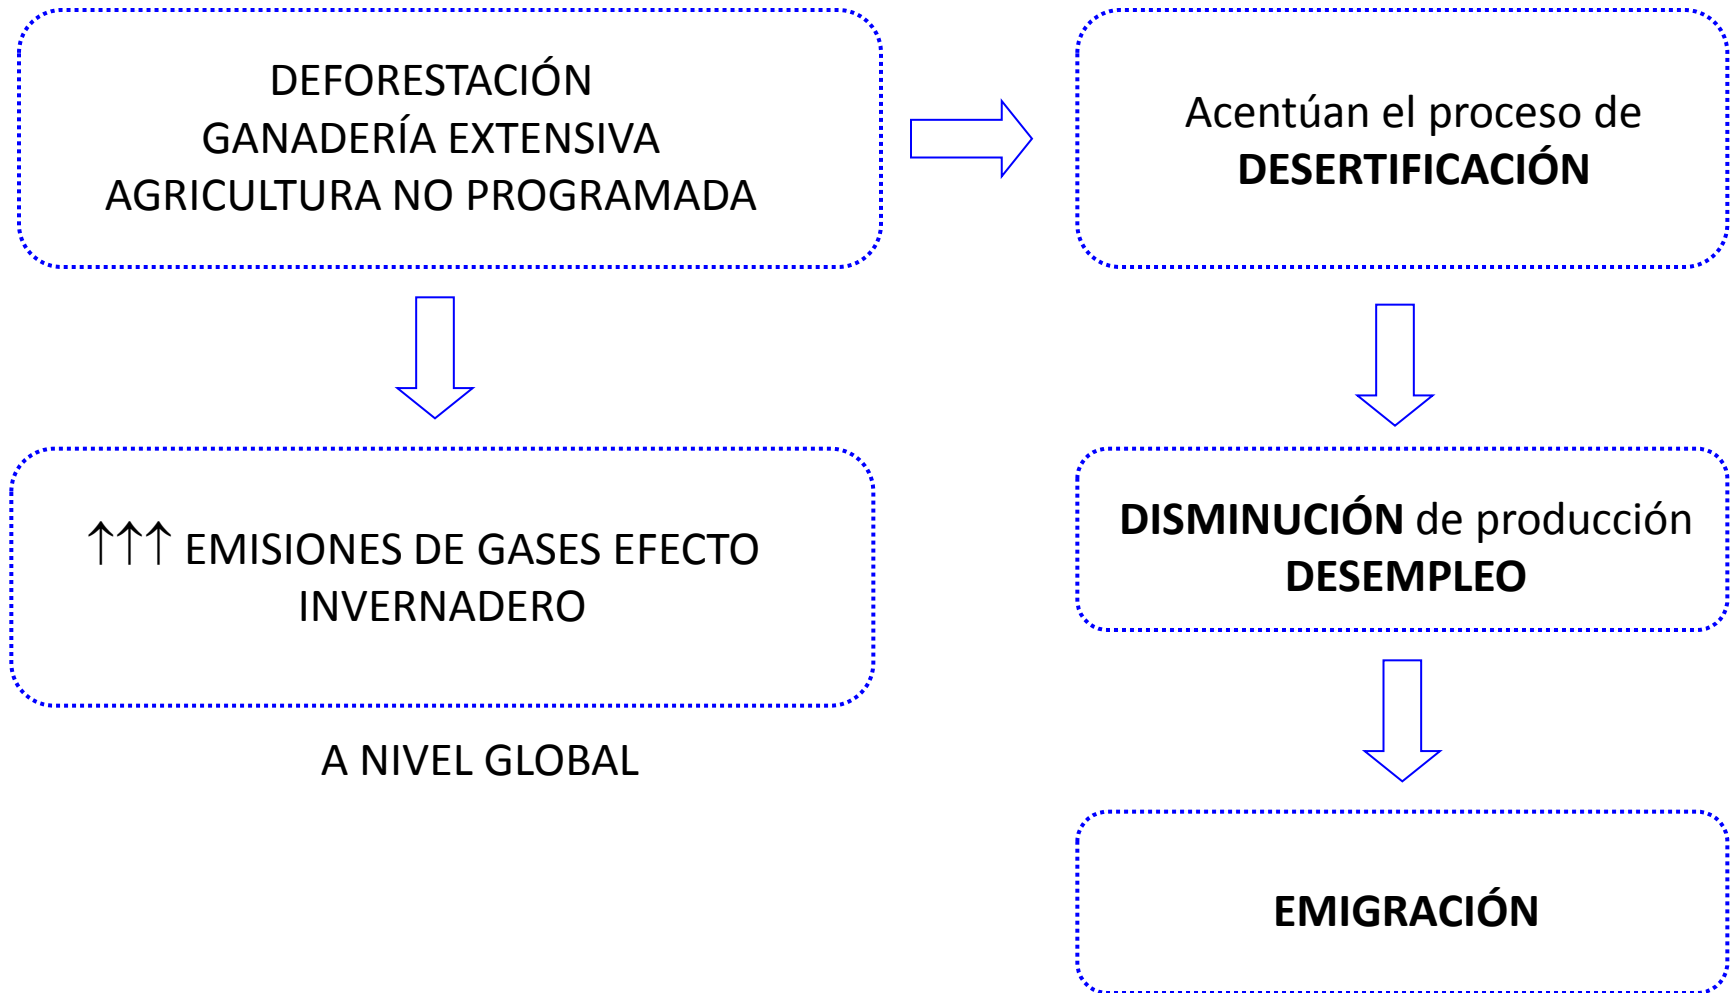 DEFORESTACIÓN
GANADERÍA EXTENSIVA
AGRICULTURA NO PROGRAMADA
Acentúan el proceso de
DESERTIFICACIÓN
↑↑↑ EMISIONES DE GASES EFECTO
INVERNADERO
A NIVEL GLOBAL
DISMINUCIÓN de producción
DESEMPLEO
EMIGRACIÓN